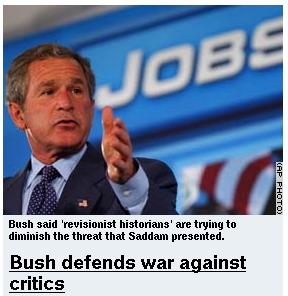 JOBS
(AP PHOTO)
Bush said 'revisionist historians' are trying to
diminish the threat that Saddam presented.
Bush defends war against
critics